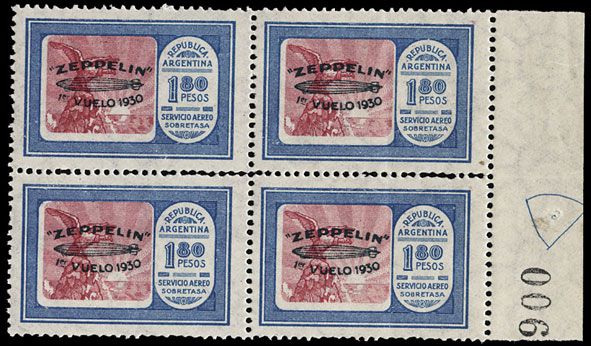 "ZEPPELIN"
1er VUELO 1930
REPUBLICA
ARGENTINA
1 80
PESOS
SERVICIO AEREO
SOBRETASA
"ZEPPELIN"
1er VUELO 1930
REPUBLICA
ARGENTINA
1 80
PESOS
SERVICIO AEREO
SOBRETASA
"ZEPPELIN"
1er VUELO 1930
REPUBLICA
ARGENTINA
1 80
PESOS
SERVICIO AEREO
SOBRETASA
"ZEPPELIN"
1er VUELO 1930
REPUBLICA
ARGENTINA
1 80
PESOS
SERVICIO AEREO
SOBRETASA
900